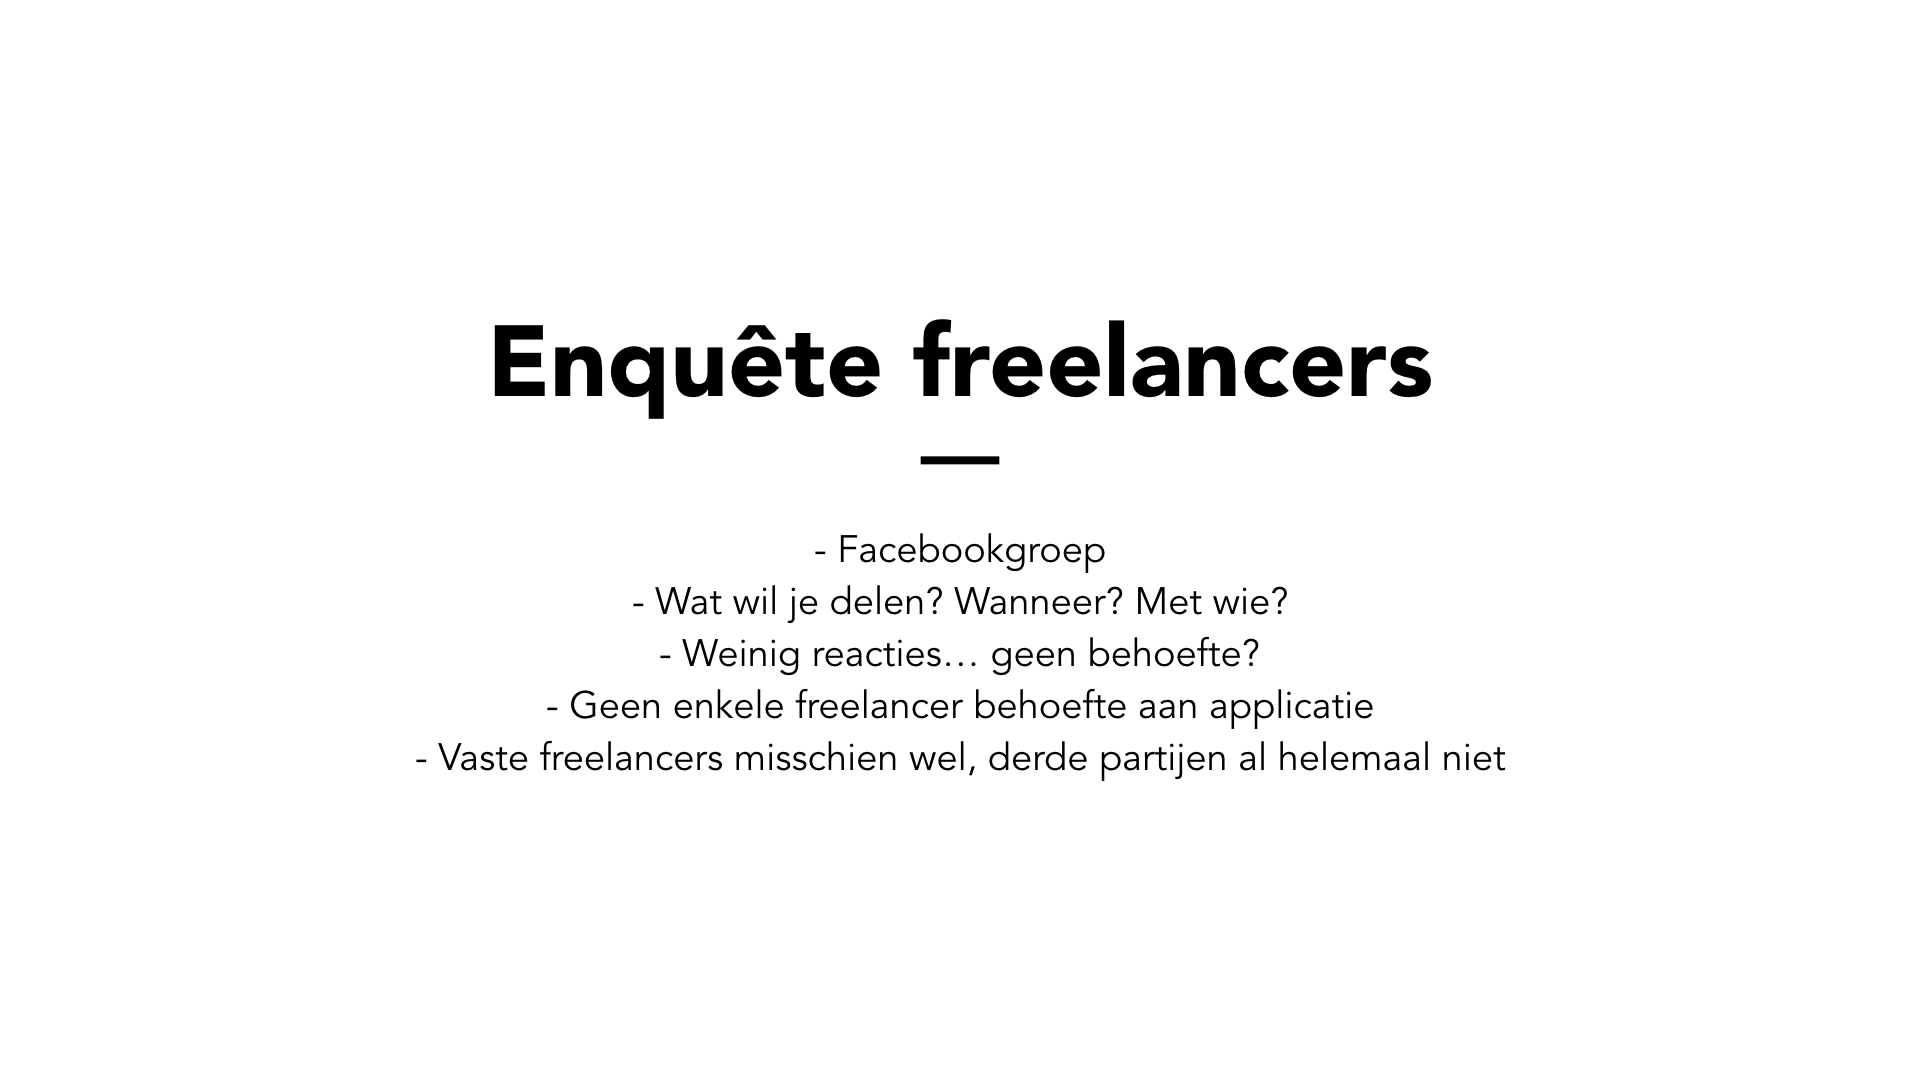 Enquête freelancers
- Facebookgroep
- Wat wil je delen? Wanneer? Met wie?
- Weinig reacties… geen behoefte?
- Geen enkele freelancer behoefte aan applicatie
- Vaste freelancers misschien wel, derde partijen al helemaal niet